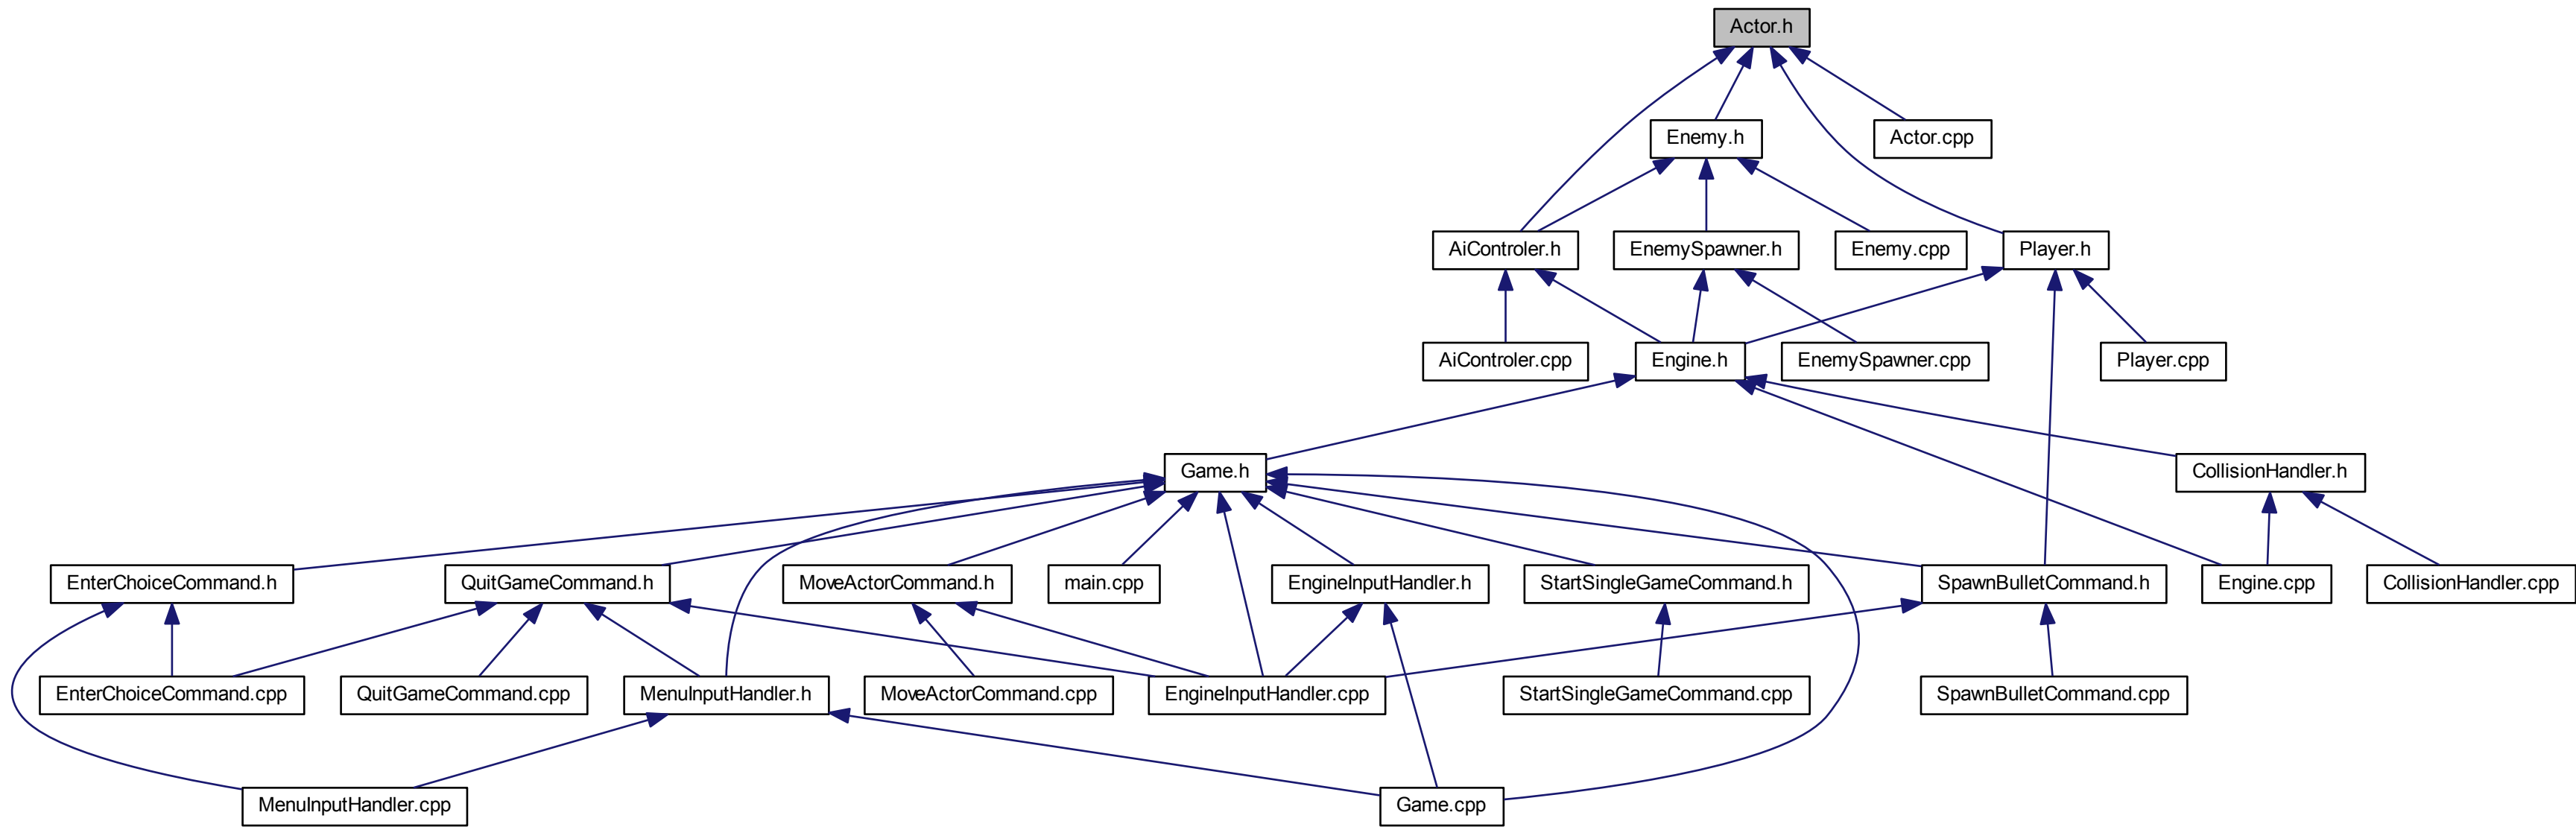 Actor.h
Enemy.h
Actor.cpp
AiControler.h
EnemySpawner.h
Enemy.cpp
Player.h
AiControler.cpp
Engine.h
EnemySpawner.cpp
Player.cpp
Game.h
CollisionHandler.h
EnterChoiceCommand.h
QuitGameCommand.h
MoveActorCommand.h
main.cpp
EngineInputHandler.h
StartSingleGameCommand.h
SpawnBulletCommand.h
Engine.cpp
CollisionHandler.cpp
EnterChoiceCommand.cpp
QuitGameCommand.cpp
MenuInputHandler.h
MoveActorCommand.cpp
EngineInputHandler.cpp
StartSingleGameCommand.cpp
SpawnBulletCommand.cpp
MenuInputHandler.cpp
Game.cpp